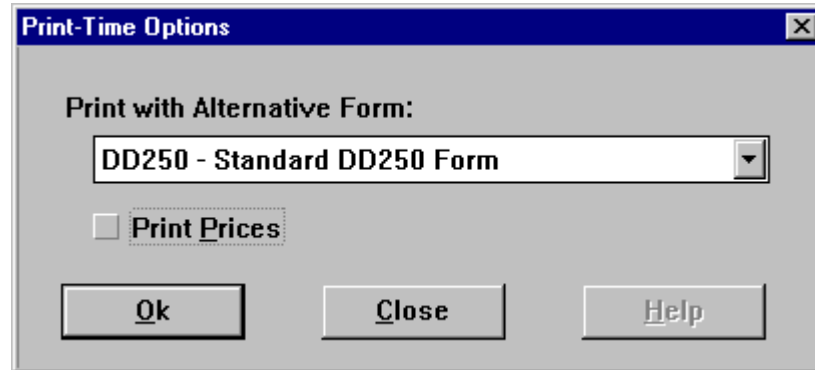 Print-Time Options
Print with Alternative Form:
DD250 - Standard DD250 Form
Print Prices
Ok Close Help